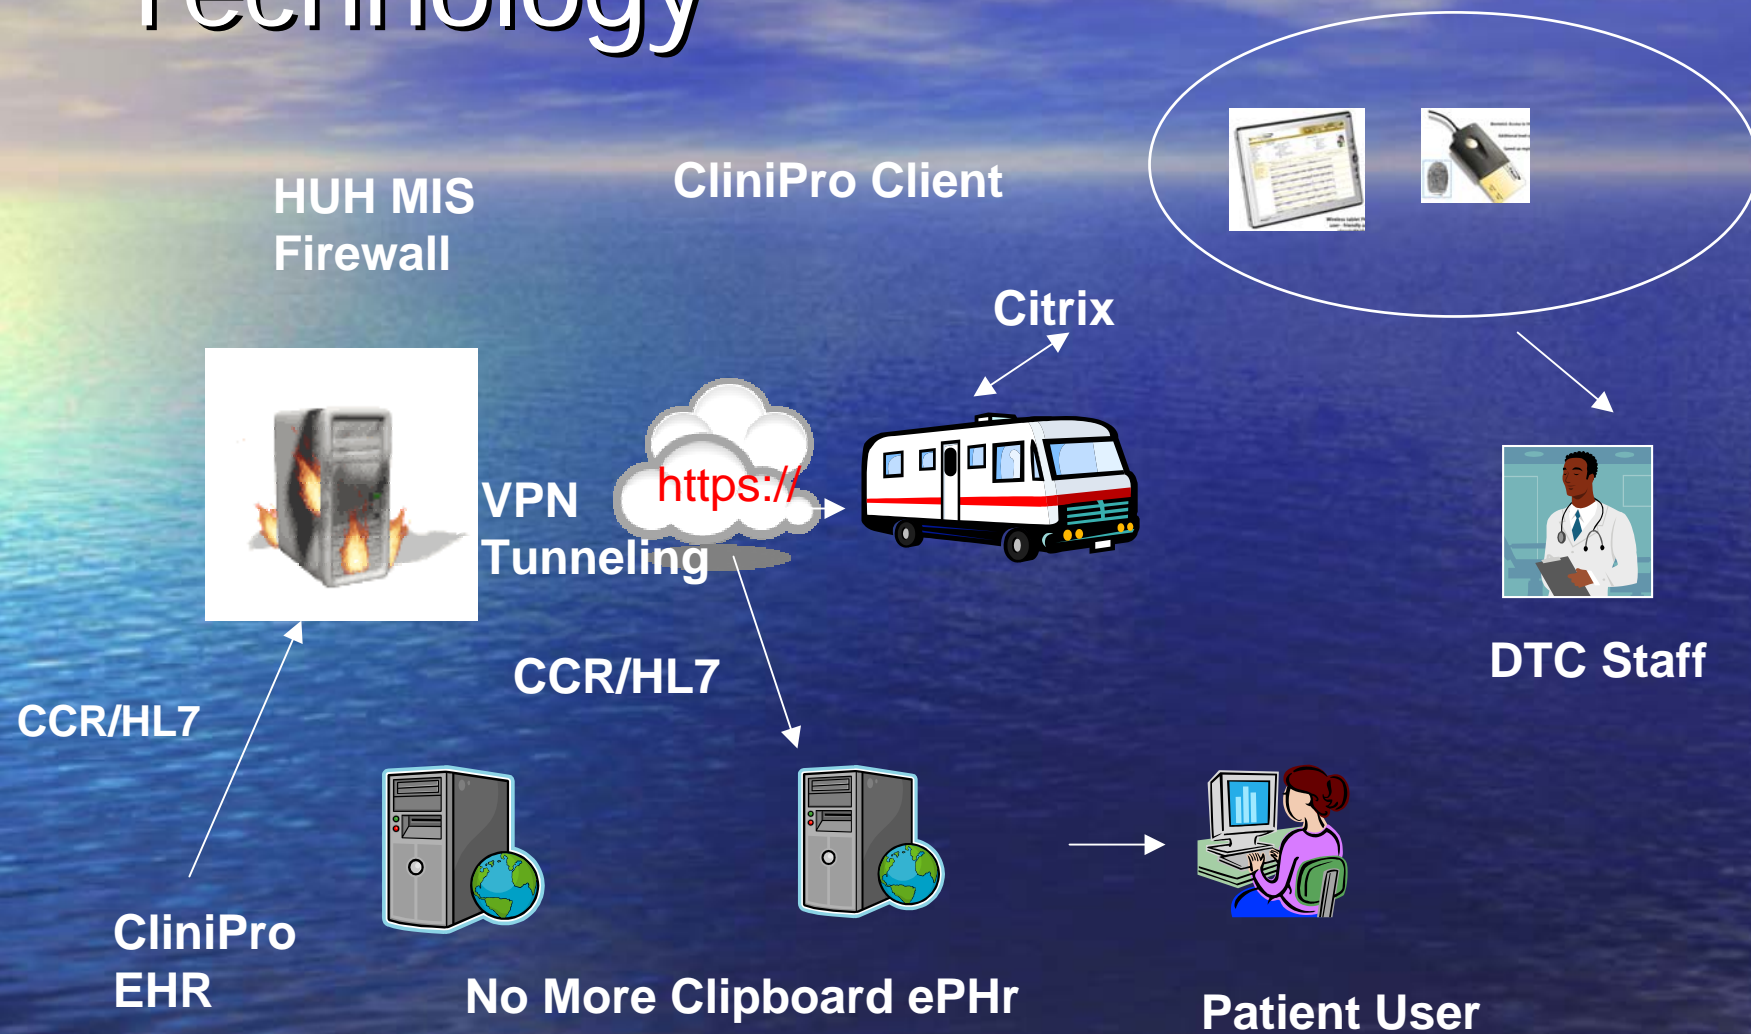 Technology
HUH MIS
Firewall
CliniPro Client
Citrix
https://
VPN
Tunneling
CCR/HL7
CCR/HL7
DTC Staff
CliniPro
EHR
No More Clipboard ePHr
Patient User